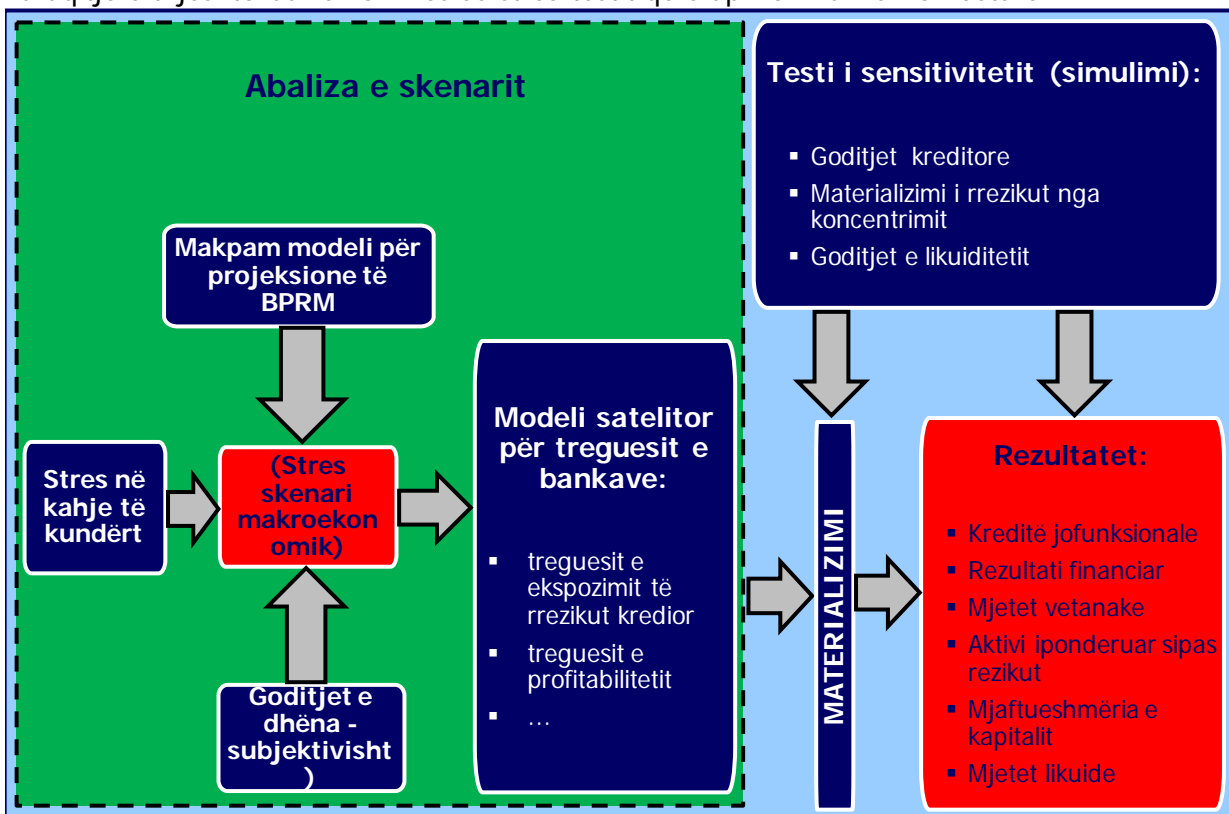 Abaliza e skenarit
Makpam modeli për
projeksione të
BPRM
Stres në
kahje të
kundërt
(Stres
skenari
makroekon
omik)
Goditjet e
dhëna -
subjektivisht
)
Modeli satelitor
për treguesit e
bankave:
▪ treguesit e
ekspozimit të
rrezikut kredior
▪ treguesit e
profitabilitetit
▪ …
Testi i sensitivitetit (simulimi):
▪ Goditjet kreditore
▪ Materializimi i rrezikut nga
koncentrimit
▪ Goditjet e likuiditetit
MATERIALIZIMI
Rezultatet:
▪ Kreditë jofunksionale
▪ Rezultati financiar
▪ Mjetet vetanake
▪ Aktivi iponderuar sipas
rezikut
▪ Mjaftueshmëria e
kapitalit
▪ Mjetet likuide